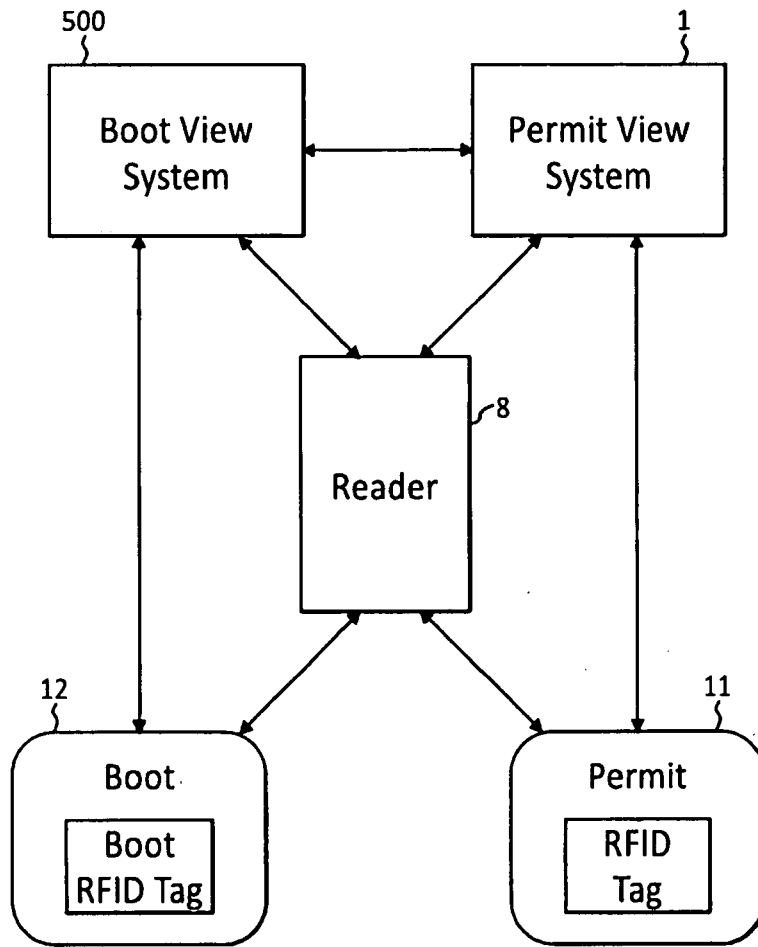 500
1
Boot View
System
Permit View
System
8
Reader
12
11
Boot
Boot
RFID Tag
Permit
RFID
Tag